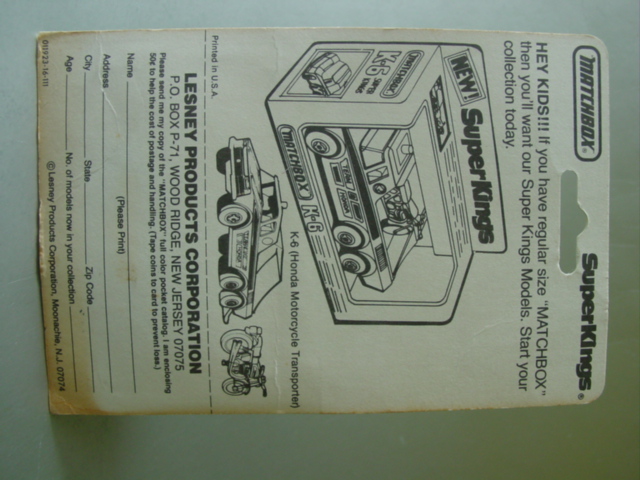 MATCHBOX
SuperKings®
HEY KIDS!!! If you have regular size "MATCHBOX"
then you'll want our Super Kings Models. Start your
collection today.
NEW!
SuperKings
MATCHBOX
K-6
MATCHBOX K-6
K-6 (Honda Motorcycle Transporter)
Printed in U.S.A.
LESNEY PRODUCTS CORPORATION
P.O. BOX P-71, WOOD RIDGE, NEW JERSEY 07075
Please send me my copy of the "MATCHBOX" full color pocket catalog. I am enclosing
50¢ to help the cost of postage and handling. (Tape coins to card to prevent loss.)
Name
(Please Print)
Address
City State Zip Code
Age No. of models now in your collection
© Lesney Products Corporation, Moonachie, N.J. 07074